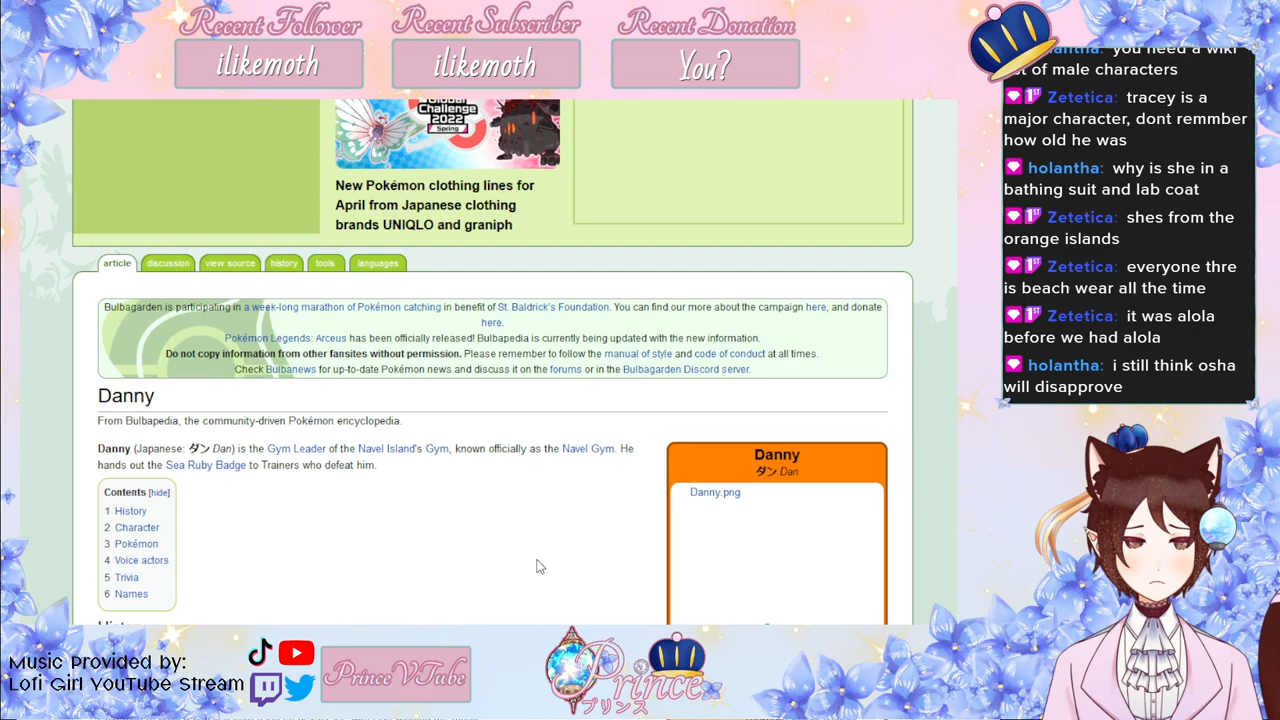 Recent Follower
Recent Subscriber
Recent Donation
ilikemoth
ilikemoth
You?
Global
Challenge
2022
Spring
New Pokémon clothing lines for
April from Japanese clothing
brands UNIQLO and graniph
article
discussion
view source
history
tools
languages
Bulbagarden is participating in a week-long marathon of Pokémon catching in benefit of St. Baldrick's Foundation. You can find our more about the campaign here, and donate
here.
Pokémon Legends: Arceus has been officially released! Bulbapedia is currently being updated with the new information.
Do not copy information from other fansites without permission. Please remember to follow the manual of style and code of conduct at all times.
Check Bulbanews for up-to-date Pokémon news and discuss it on the forums or in the Bulbagarden Discord server.
Danny
From Bulbapedia, the community-driven Pokémon encyclopedia.
Danny (Japanese: ダン Dan) is the Gym Leader of the Navel Island's Gym, known officially as the Navel Gym. He
hands out the Sea Ruby Badge to Trainers who defeat him.
Contents [hide]
1 History
2 Character
3 Pokémon
4 Voice actors
5 Trivia
6 Names
Danny
ダン Dan
Danny.png
holantha: you need a wiki
list of male characters
Zetetica: tracey is a
major character, dont remmber
how old he was
holantha: why is she in a
bathing suit and lab coat
Zetetica: shes from the
orange islands
Zetetica: everyone thre
is beach wear all the time
Zetetica: it was alola
before we had alola
holantha: i still think osha
will disapprove
Music Provided by:
Lofi Girl YouTube Stream
Prince VTube
Prince
プリンス